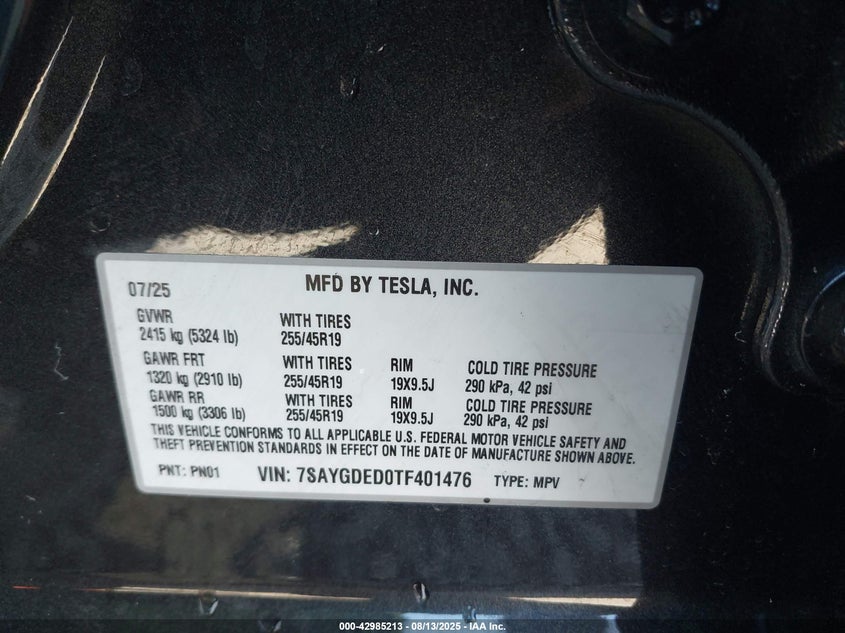 07/25
MFD BY TESLA, INC.
GVWR
2415 kg (5324 lb)
WITH TIRES
255/45R19
GAWR FRT
1320 kg (2910 lb)
WITH TIRES
255/45R19
RIM
19X9.5J
COLD TIRE PRESSURE
290 kPa, 42 psi
GAWR RR
1500 kg (3306 lb)
WITH TIRES
255/45R19
RIM
19X9.5J
COLD TIRE PRESSURE
290 kPa, 42 psi
THIS VEHICLE CONFORMS TO ALL APPLICABLE U.S. FEDERAL MOTOR VEHICLE SAFETY AND
THEFT PREVENTION STANDARDS IN EFFECT ON THE DATE OF MANUFACTURE SHOWN ABOVE.
PNT: PN01 VIN: 7SAYGDED0TF401476 TYPE: MPV
000-42985213 - 08/13/2025 - IAA Inc.